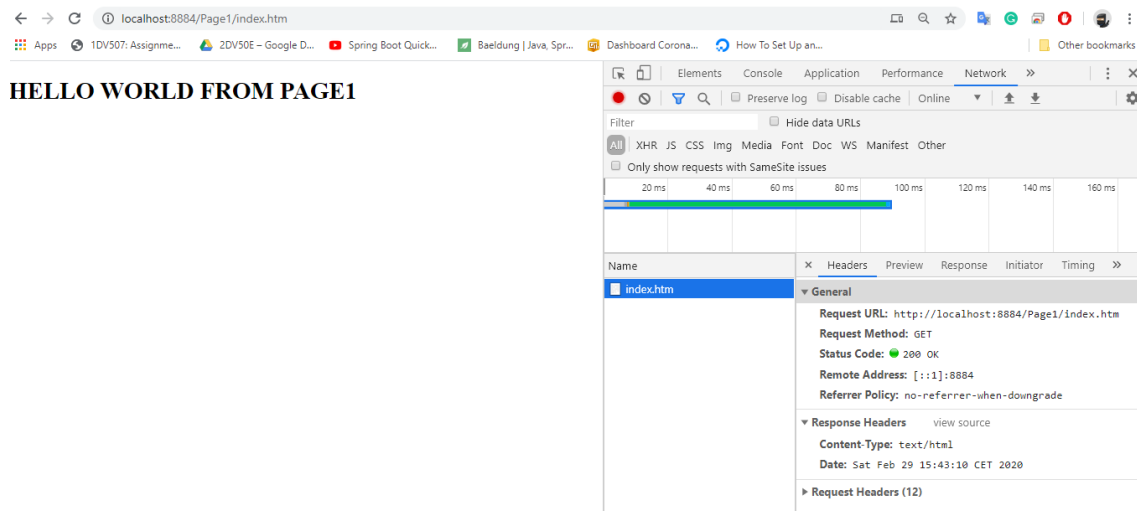 localhost:8884/Page1/index.htm
Apps 1DV507: Assignme... 2DV50E – Google D... Spring Boot Quick... Baeldung | Java, Spr... Dashboard Corona... How To Set Up an... Other bookmarks
HELLO WORLD FROM PAGE1
Elements Console Application Performance Network
Preserve log Disable cache Online
Filter Hide data URLs
All XHR JS CSS Img Media Font Doc WS Manifest Other
Only show requests with SameSite issues
20 ms 40 ms 60 ms 80 ms 100 ms 120 ms 140 ms 160 ms
Name
index.htm
Headers Preview Response Initiator Timing
General
Request URL: http://localhost:8884/Page1/index.htm
Request Method: GET
Status Code: 200 OK
Remote Address: [::1]:8884
Referrer Policy: no-referrer-when-downgrade
Response Headers view source
Content-Type: text/html
Date: Sat Feb 29 15:43:10 CET 2020
Request Headers (12)